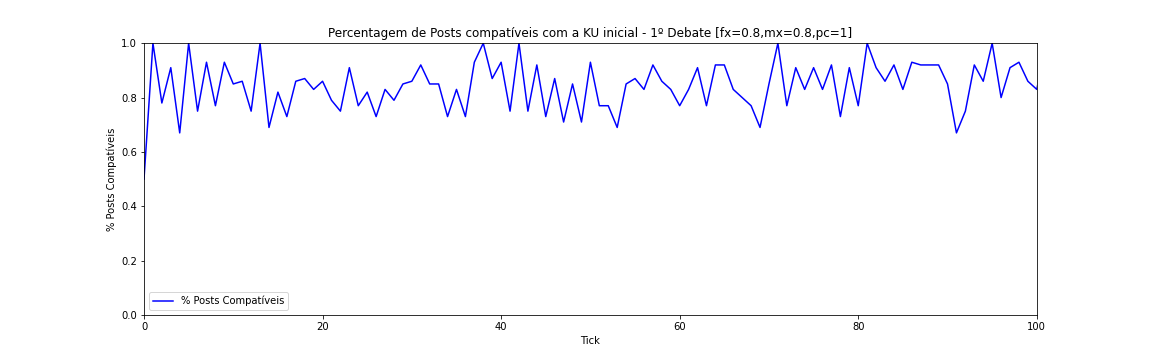 Percentagem de Posts compatíveis com a KU inicial - 1º Debate [fx=0.8,mx=0.8,pc=1]
1.0
0.8
0.6
0.4
0.2
0.0
% Posts Compatíveis
% Posts Compatíveis
0 20 40 60 80 100
Tick